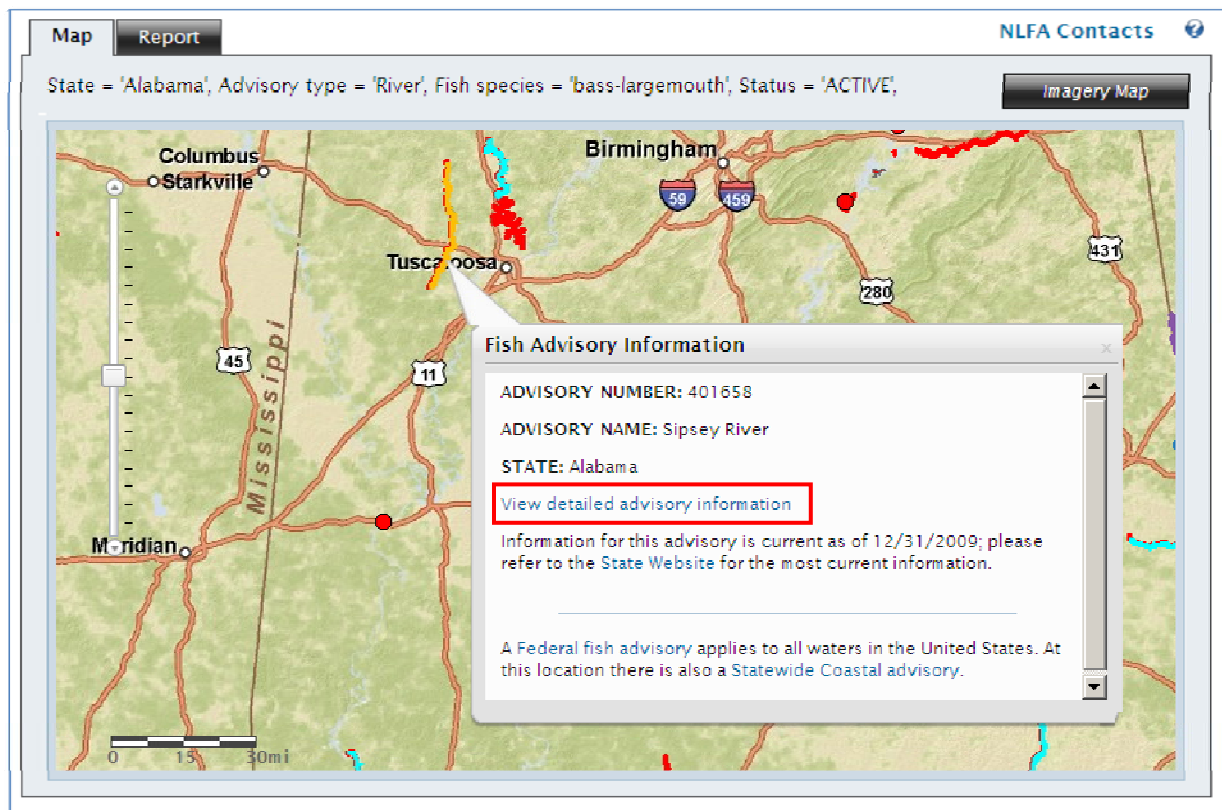 Map
Report
NLFA Contacts
?
State = 'Alabama', Advisory type = 'River', Fish species = 'bass-largemouth', Status = 'ACTIVE',
Imagery Map
Columbus
Starkville
Birmingham
59
459
431
Tuscaloosa
280
45
11
Mississippi
Meridian
0 15 30mi
Fish Advisory Information
x
ADVISORY NUMBER: 401658
ADVISORY NAME: Sipsey River
STATE: Alabama
View detailed advisory information
Information for this advisory is current as of 12/31/2009; please
refer to the State Website for the most current information.
A Federal fish advisory applies to all waters in the United States. At
this location there is also a Statewide Coastal advisory.